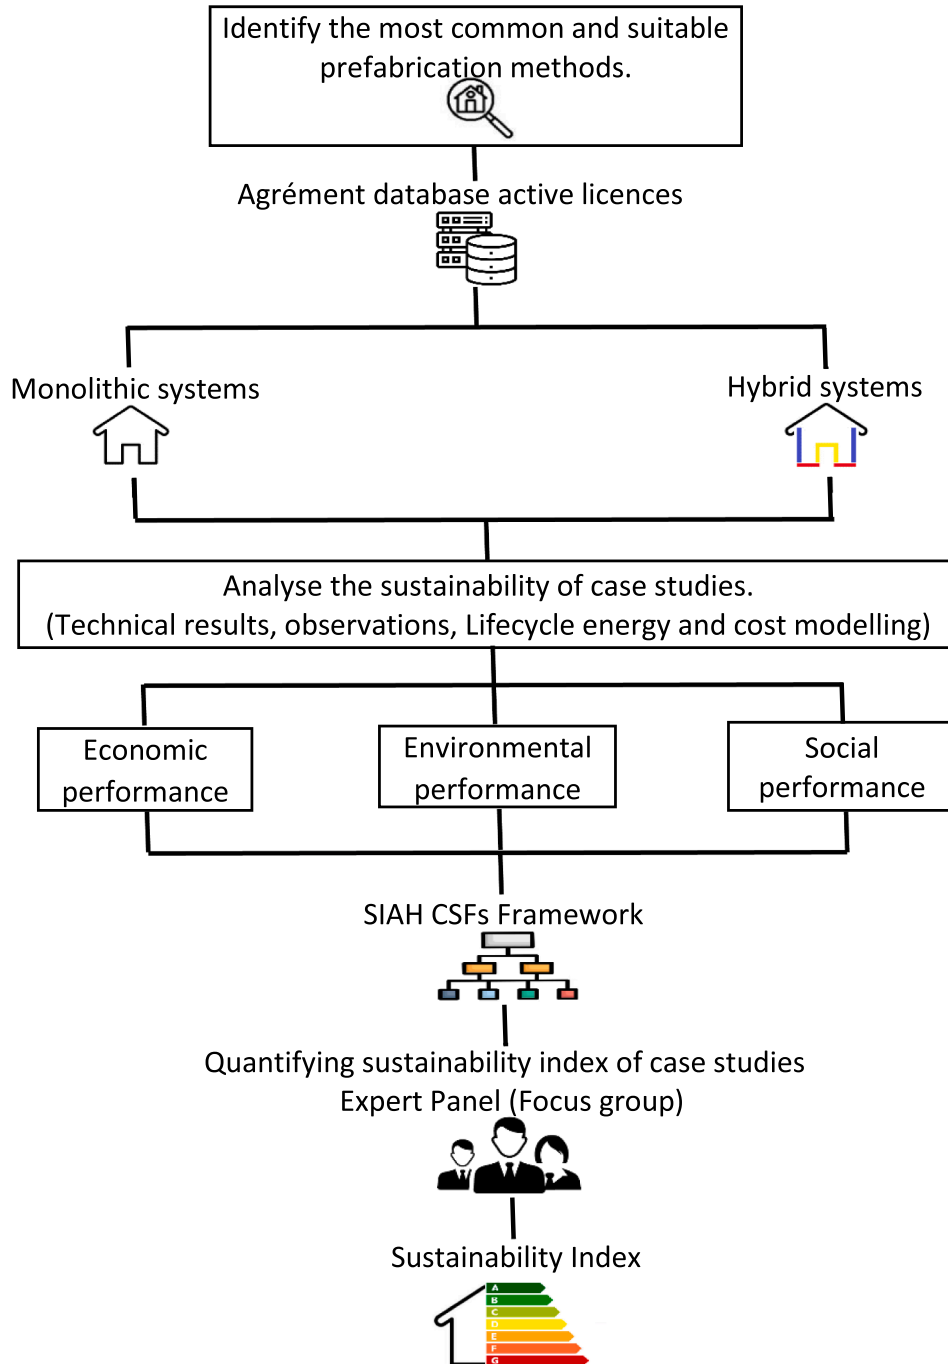 Identify the most common and suitable
prefabrication methods.
Agrément database active licences
Monolithic systems
Hybrid systems
Analyse the sustainability of case studies.
(Technical results, observations, Lifecycle energy and cost modelling)
Economic
performance
Environmental
performance
Social
performance
SIAH CSFs Framework
Quantifying sustainability index of case studies
Expert Panel (Focus group)
Sustainability Index
A
B
C
D
E
F
G